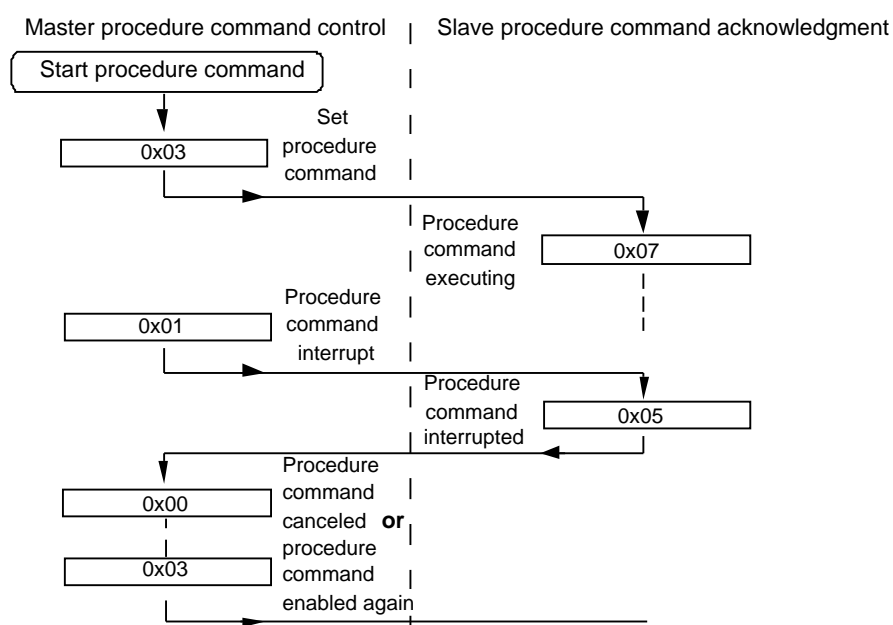 Master procedure command control
Slave procedure command acknowledgment
Start procedure command
Set
procedure
command
0x03
Procedure
command
executing
0x07
Procedure
command
interrupt
0x01
Procedure
command
interrupted
0x05
Procedure
command
canceled or
procedure
command
enabled again
0x00
0x03